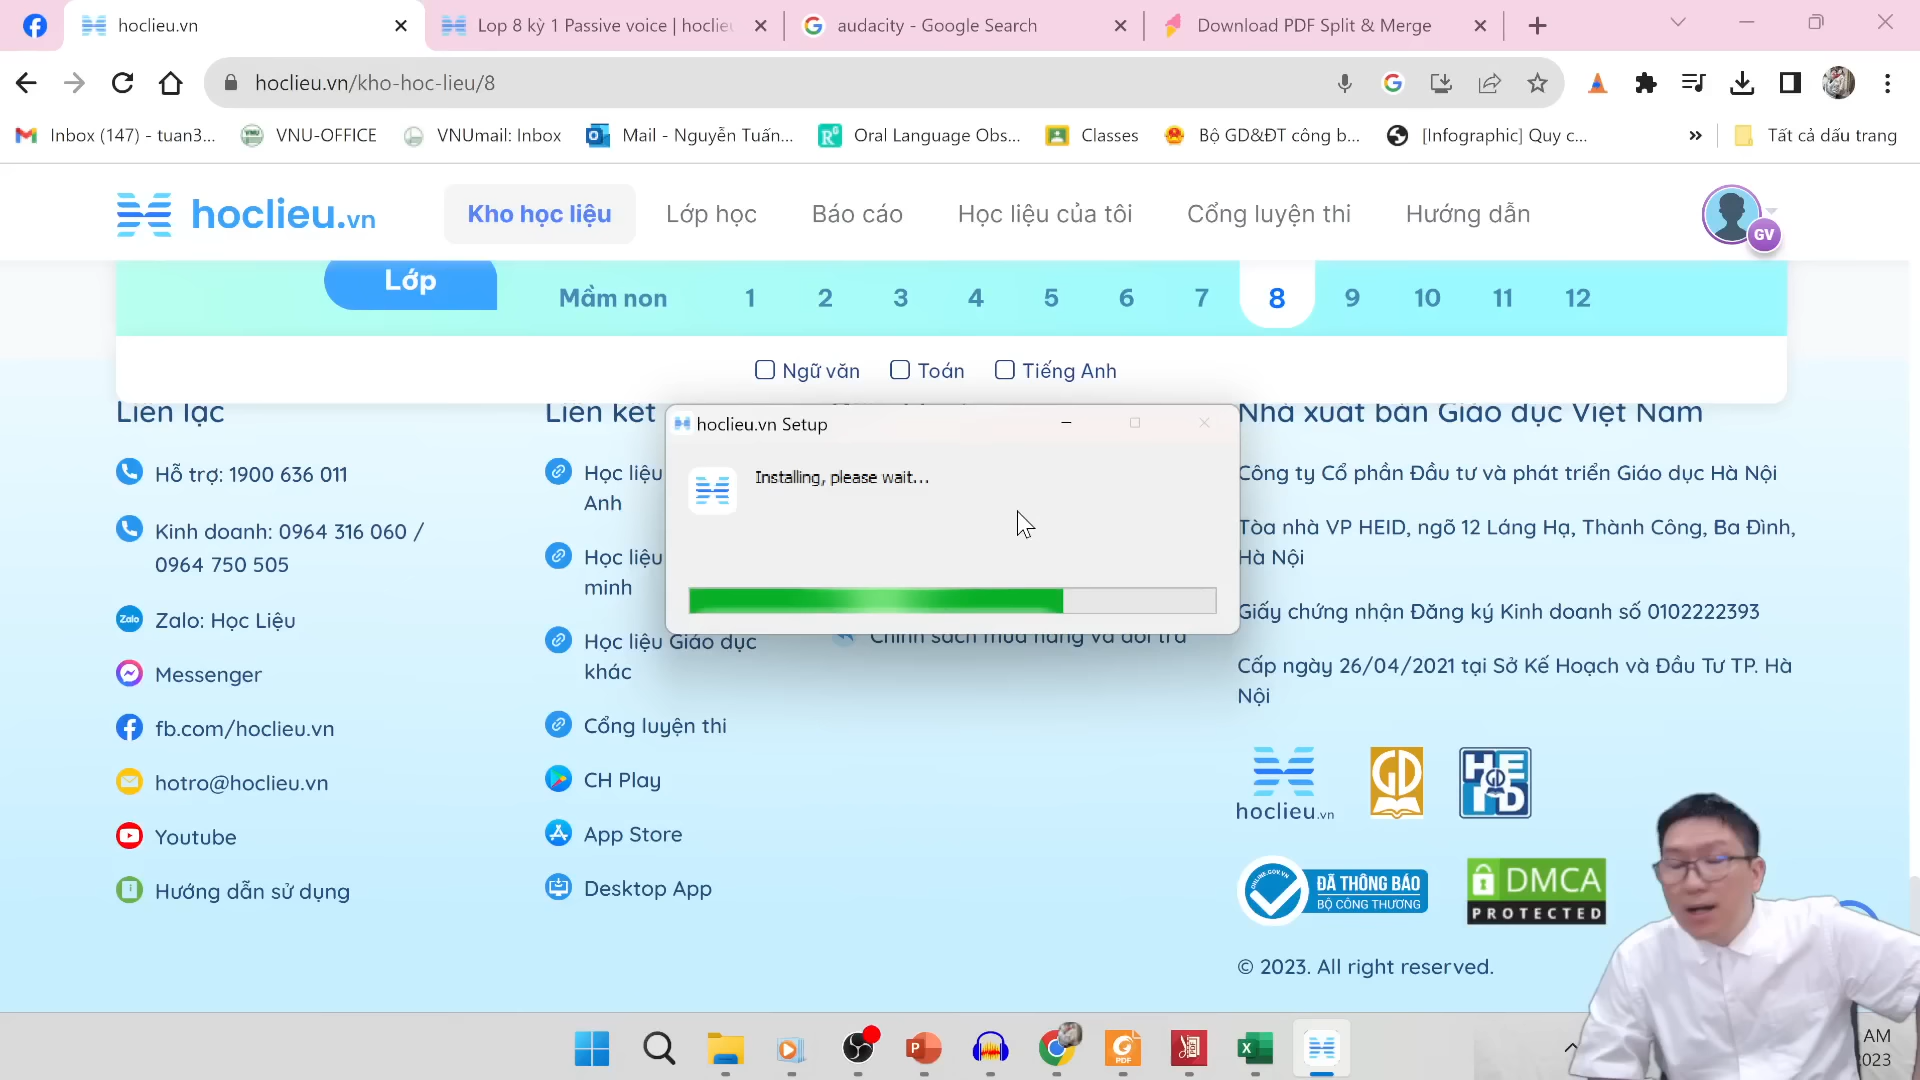 hoclieu.vn
Lop 8 kỳ 1 Passive voice | hoclie
audacity - Google Search
Download PDF Split & Merge
hoclieu.vn/kho-hoc-lieu/8
Inbox (147) - tuan3...
VNU-OFFICE
VNUmail: Inbox
Mail - Nguyễn Tuấn...
Oral Language Obs...
Classes
Bộ GD&ĐT công b...
[Infographic] Quy c...
Tất cả dấu trang
hoclieu.vn
Kho học liệu
Lớp học
Báo cáo
Học liệu của tôi
Cổng luyện thi
Hướng dẫn
GV
Lớp
Mầm non
1
2
3
4
5
6
7
8
9
10
11
12
Ngữ văn
Toán
Tiếng Anh
Liên lạc
Hỗ trợ: 1900 636 011
Kinh doanh: 0964 316 060 /
0964 750 505
Zalo: Học Liệu
Messenger
fb.com/hoclieu.vn
hotro@hoclieu.vn
Youtube
Hướng dẫn sử dụng
Liên kết
Học liệu
Anh
Học liệu
minh
Học liệu Giáo dục
khác
Cổng luyện thi
CH Play
App Store
Desktop App
hoclieu.vn Setup
Installing, please wait...
Chính sách mua hàng và đổi trả
Nhà xuất bản Giáo dục Việt Nam
Công ty Cổ phần Đầu tư và phát triển Giáo dục Hà Nội
Tòa nhà VP HEID, ngõ 12 Láng Hạ, Thành Công, Ba Đình,
Hà Nội
Giấy chứng nhận Đăng ký Kinh doanh số 0102222393
Cấp ngày 26/04/2021 tại Sở Kế Hoạch và Đầu Tư TP. Hà
Nội
hoclieu.vn
GD
HEID
ĐÃ THÔNG BÁO
BỘ CÔNG THƯƠNG
DMCA
PROTECTED
© 2023. All right reserved.
AM
2023